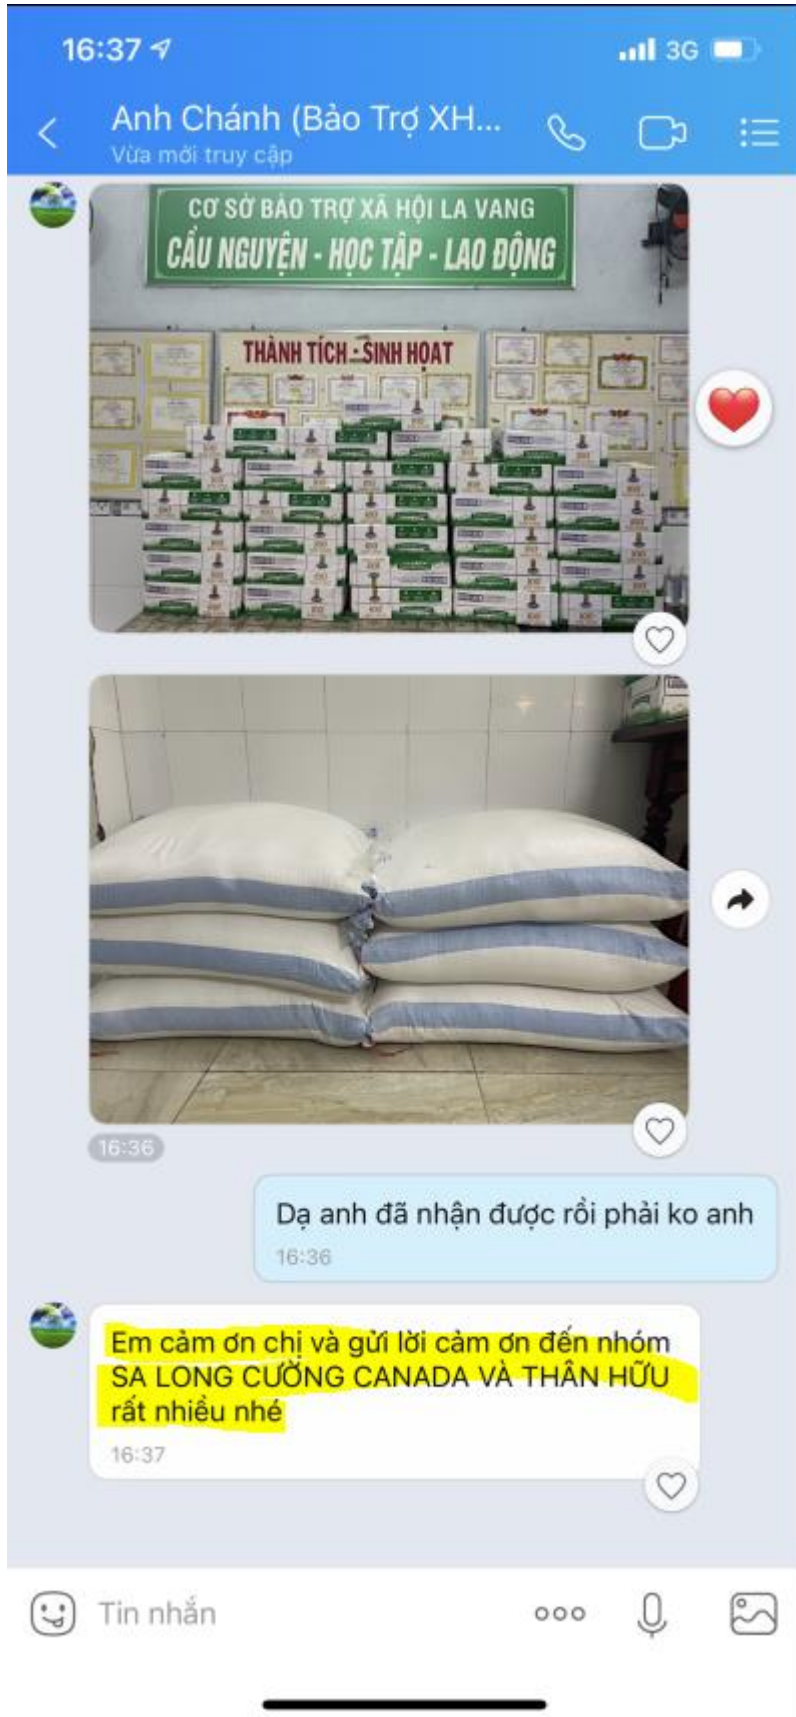 16:37
3G
Anh Chánh (Bảo Trợ XH...
Vừa mới truy cập
CƠ SỞ BẢO TRỢ XÃ HỘI LA VANG
CẦU NGUYỆN - HỌC TẬP - LAO ĐỘNG
THÀNH TÍCH - SINH HOẠT
16:36
Dạ anh đã nhận được rồi phải ko anh
16:36
Em cảm ơn chị và gửi lời cảm ơn đến nhóm
SA LONG CƯỜNG CANADA VÀ THÂN HỮU
rất nhiều nhé
16:37
Tin nhắn